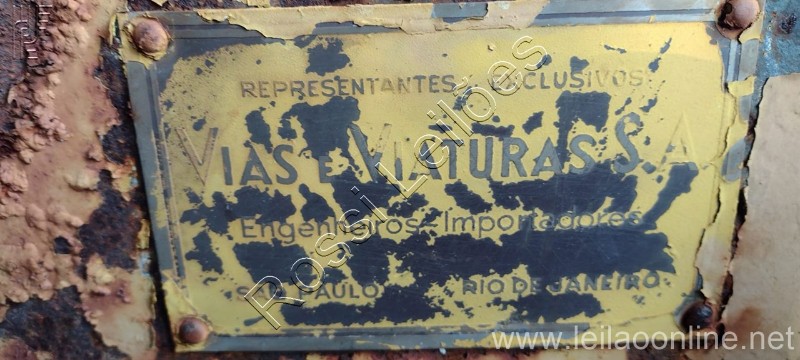 REPRESENTANTES EXCLUSIVOS
VIAS E VIATURAS S.A
Engenheiros-Importadores
SÃO PAULO RIO DE JANEIRO
Rossi Leilões
www.leilaoonline.net